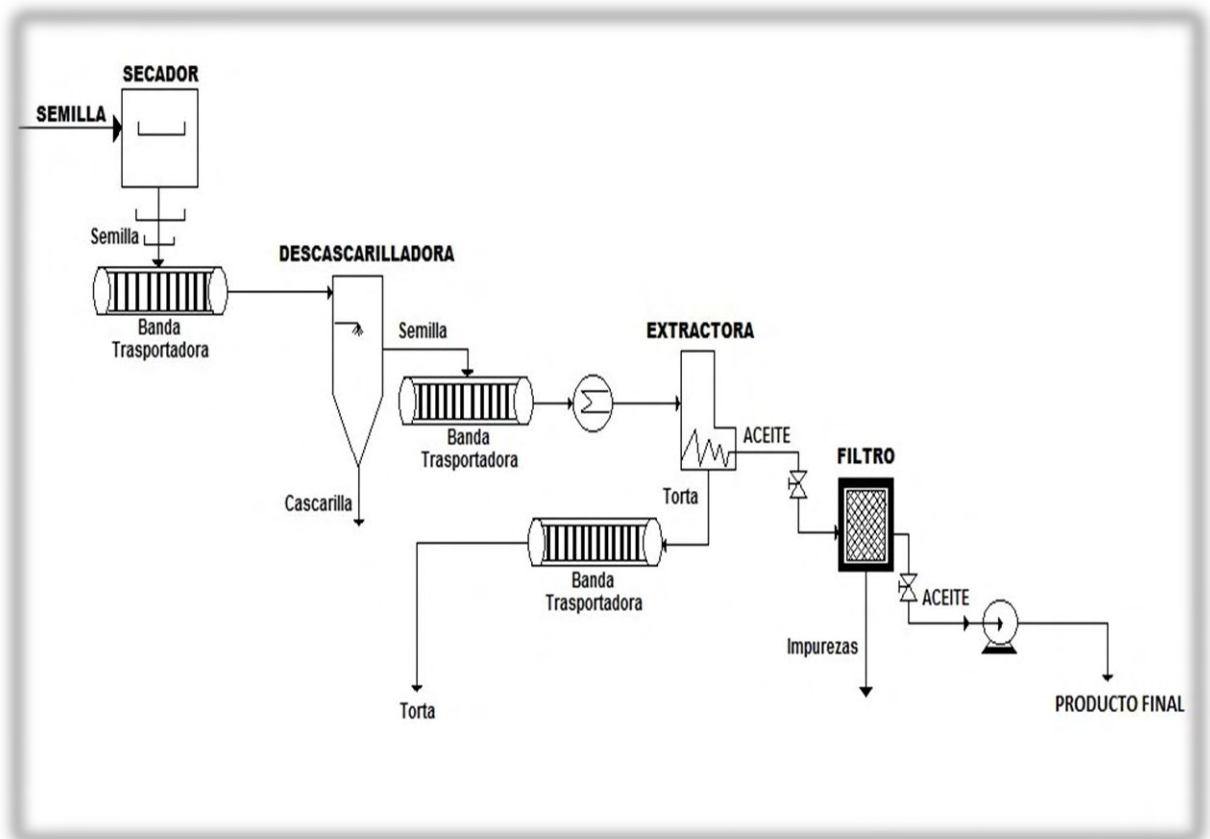 SECADOR
SEMILLA
Semilla
Banda
Trasportadora
DESCASCARILLADORA
Semilla
Banda
Trasportadora
Cascarilla
EXTRACTORA
ACEITE
Torta
Banda
Trasportadora
Torta
FILTRO
ACEITE
Impurezas
PRODUCTO FINAL